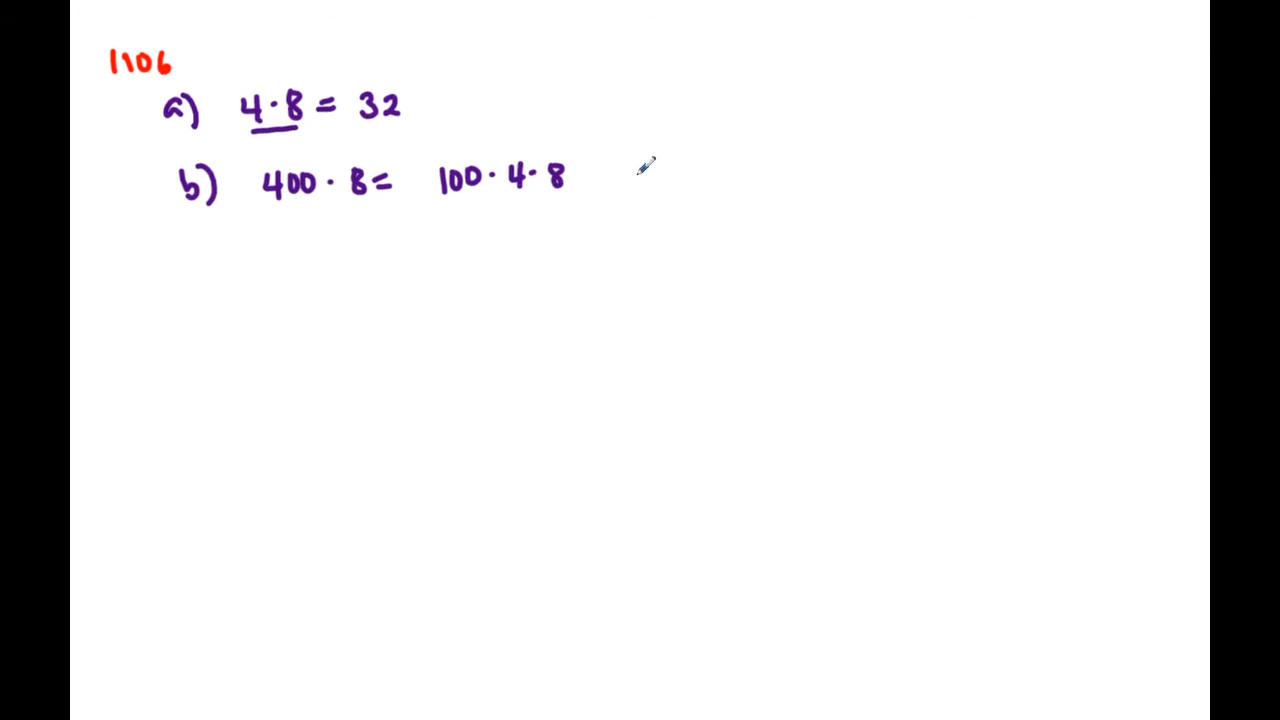 1106
a) 4 · 8 = 32
b) 400 · 8 = 100 · 4 · 8